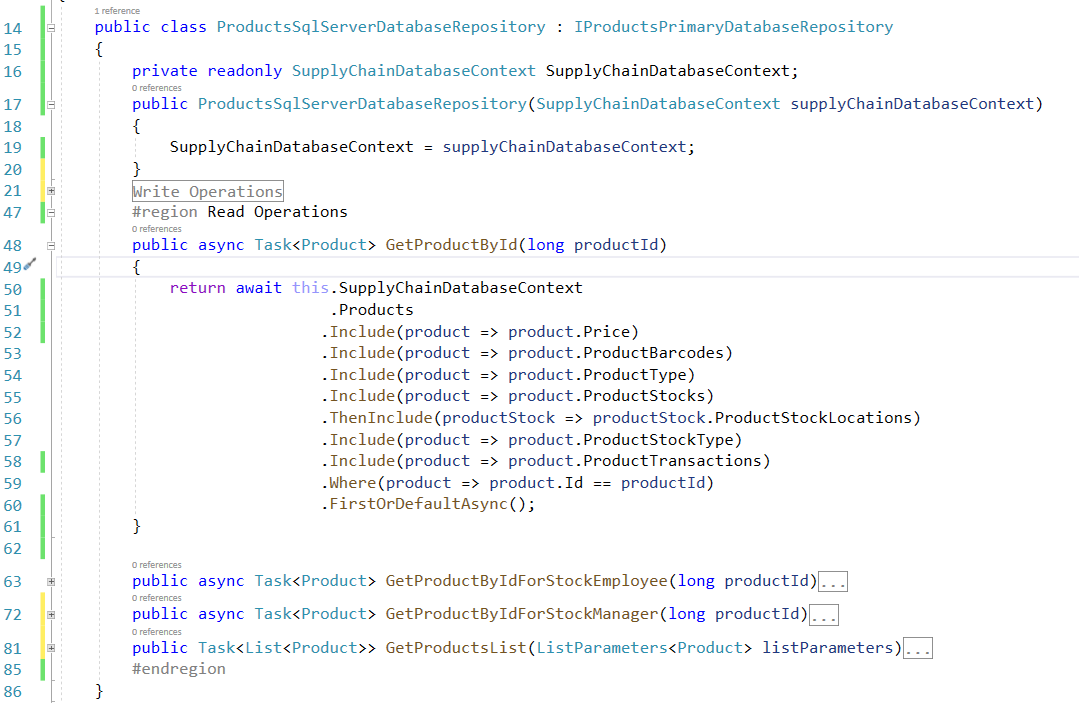 1 reference
14 public class ProductsSqlServerDatabaseRepository : IProductsPrimaryDatabaseRepository
15 {
16 private readonly SupplyChainDatabaseContext SupplyChainDatabaseContext;
0 references
17 public ProductsSqlServerDatabaseRepository(SupplyChainDatabaseContext supplyChainDatabaseContext)
18 {
19 SupplyChainDatabaseContext = supplyChainDatabaseContext;
20 }
21 Write Operations
47 #region Read Operations
0 references
48 public async Task<Product> GetProductById(long productId)
49 {
50 return await this.SupplyChainDatabaseContext
51 .Products
52 .Include(product => product.Price)
53 .Include(product => product.ProductBarcodes)
54 .Include(product => product.ProductType)
55 .Include(product => product.ProductStocks)
56 .ThenInclude(productStock => productStock.ProductStockLocations)
57 .Include(product => product.ProductStockType)
58 .Include(product => product.ProductTransactions)
59 .Where(product => product.Id == productId)
60 .FirstOrDefaultAsync();
61 }
62
0 references
63 public async Task<Product> GetProductByIdForStockEmployee(long productId)...
0 references
72 public async Task<Product> GetProductByIdForStockManager(long productId)...
0 references
81 public Task<List<Product>> GetProductsList(ListParameters<Product> listParameters)...
85 #endregion
86 }